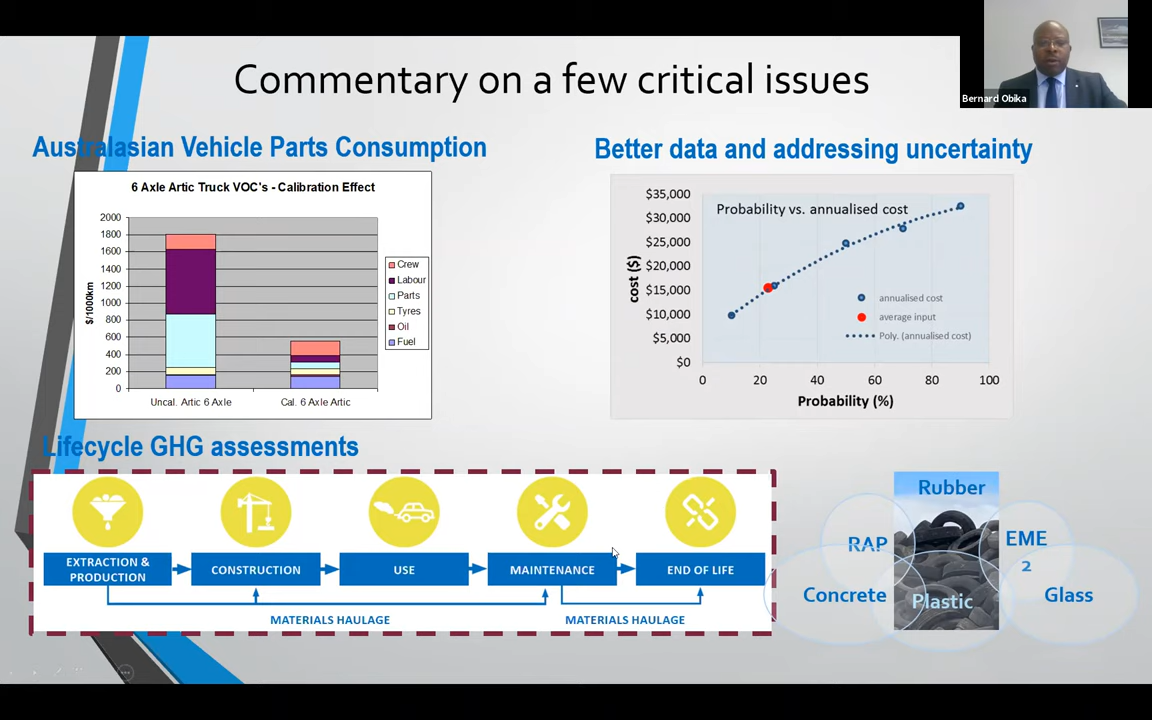 Commentary on a few critical issues
Bernard Obika
Australasian Vehicle Parts Consumption
6 Axle Artic Truck VOC's - Calibration Effect
2000
1800
1600
1400
1200
1000
800
600
400
200
0
$/1000km
Uncal. Artic 6 Axle
Cal. 6 Axle Artic
Crew
Labour
Parts
Tyres
Oil
Fuel
Better data and addressing uncertainty
Probability vs. annualised cost
$35,000
$30,000
$25,000
$20,000
$15,000
$10,000
$5,000
$0
cost ($)
annualised cost
average input
Poly. (annualised cost)
0 20 40 60 80 100
Probability (%)
Lifecycle GHG assessments
EXTRACTION &
PRODUCTION
CONSTRUCTION
USE
MAINTENANCE
END OF LIFE
MATERIALS HAULAGE
MATERIALS HAULAGE
Rubber
RAP
EME
2
Concrete
Plastic
Glass